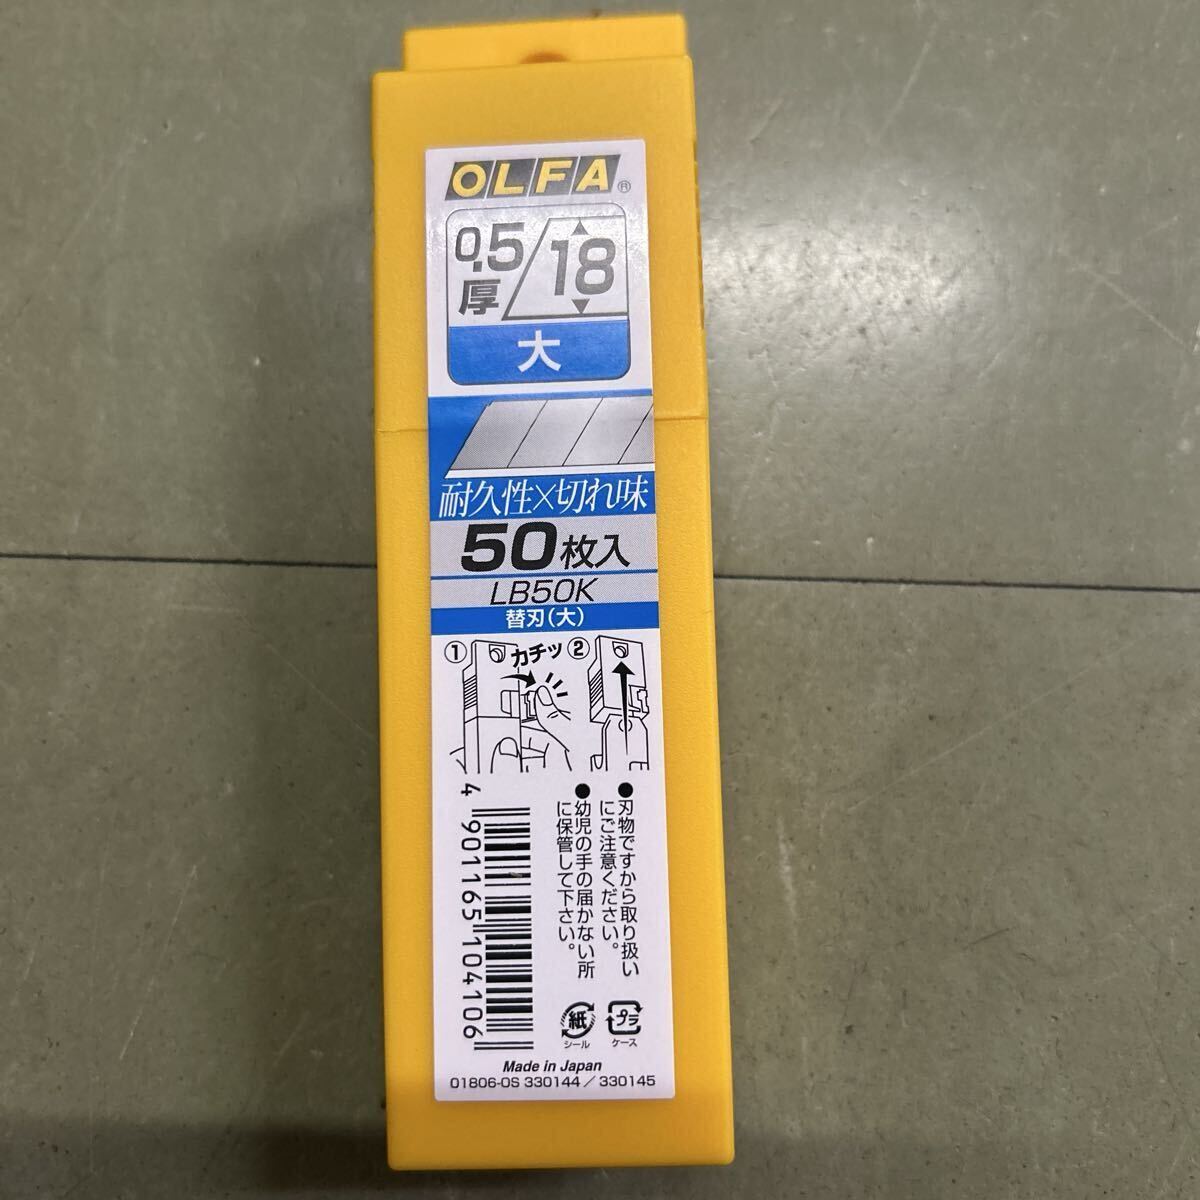 OLFA®
0.5
厚
18
大
耐久性×切れ味
50枚入
LB50K
替刃(大)
① カチッ ②
●刃物ですから取り扱い
にご注意ください。
●幼児の手の届かない所
に保管して下さい。
4 901165 104106
紙
シール
プラ
ケース
Made in Japan
01806-0S 330144／330145